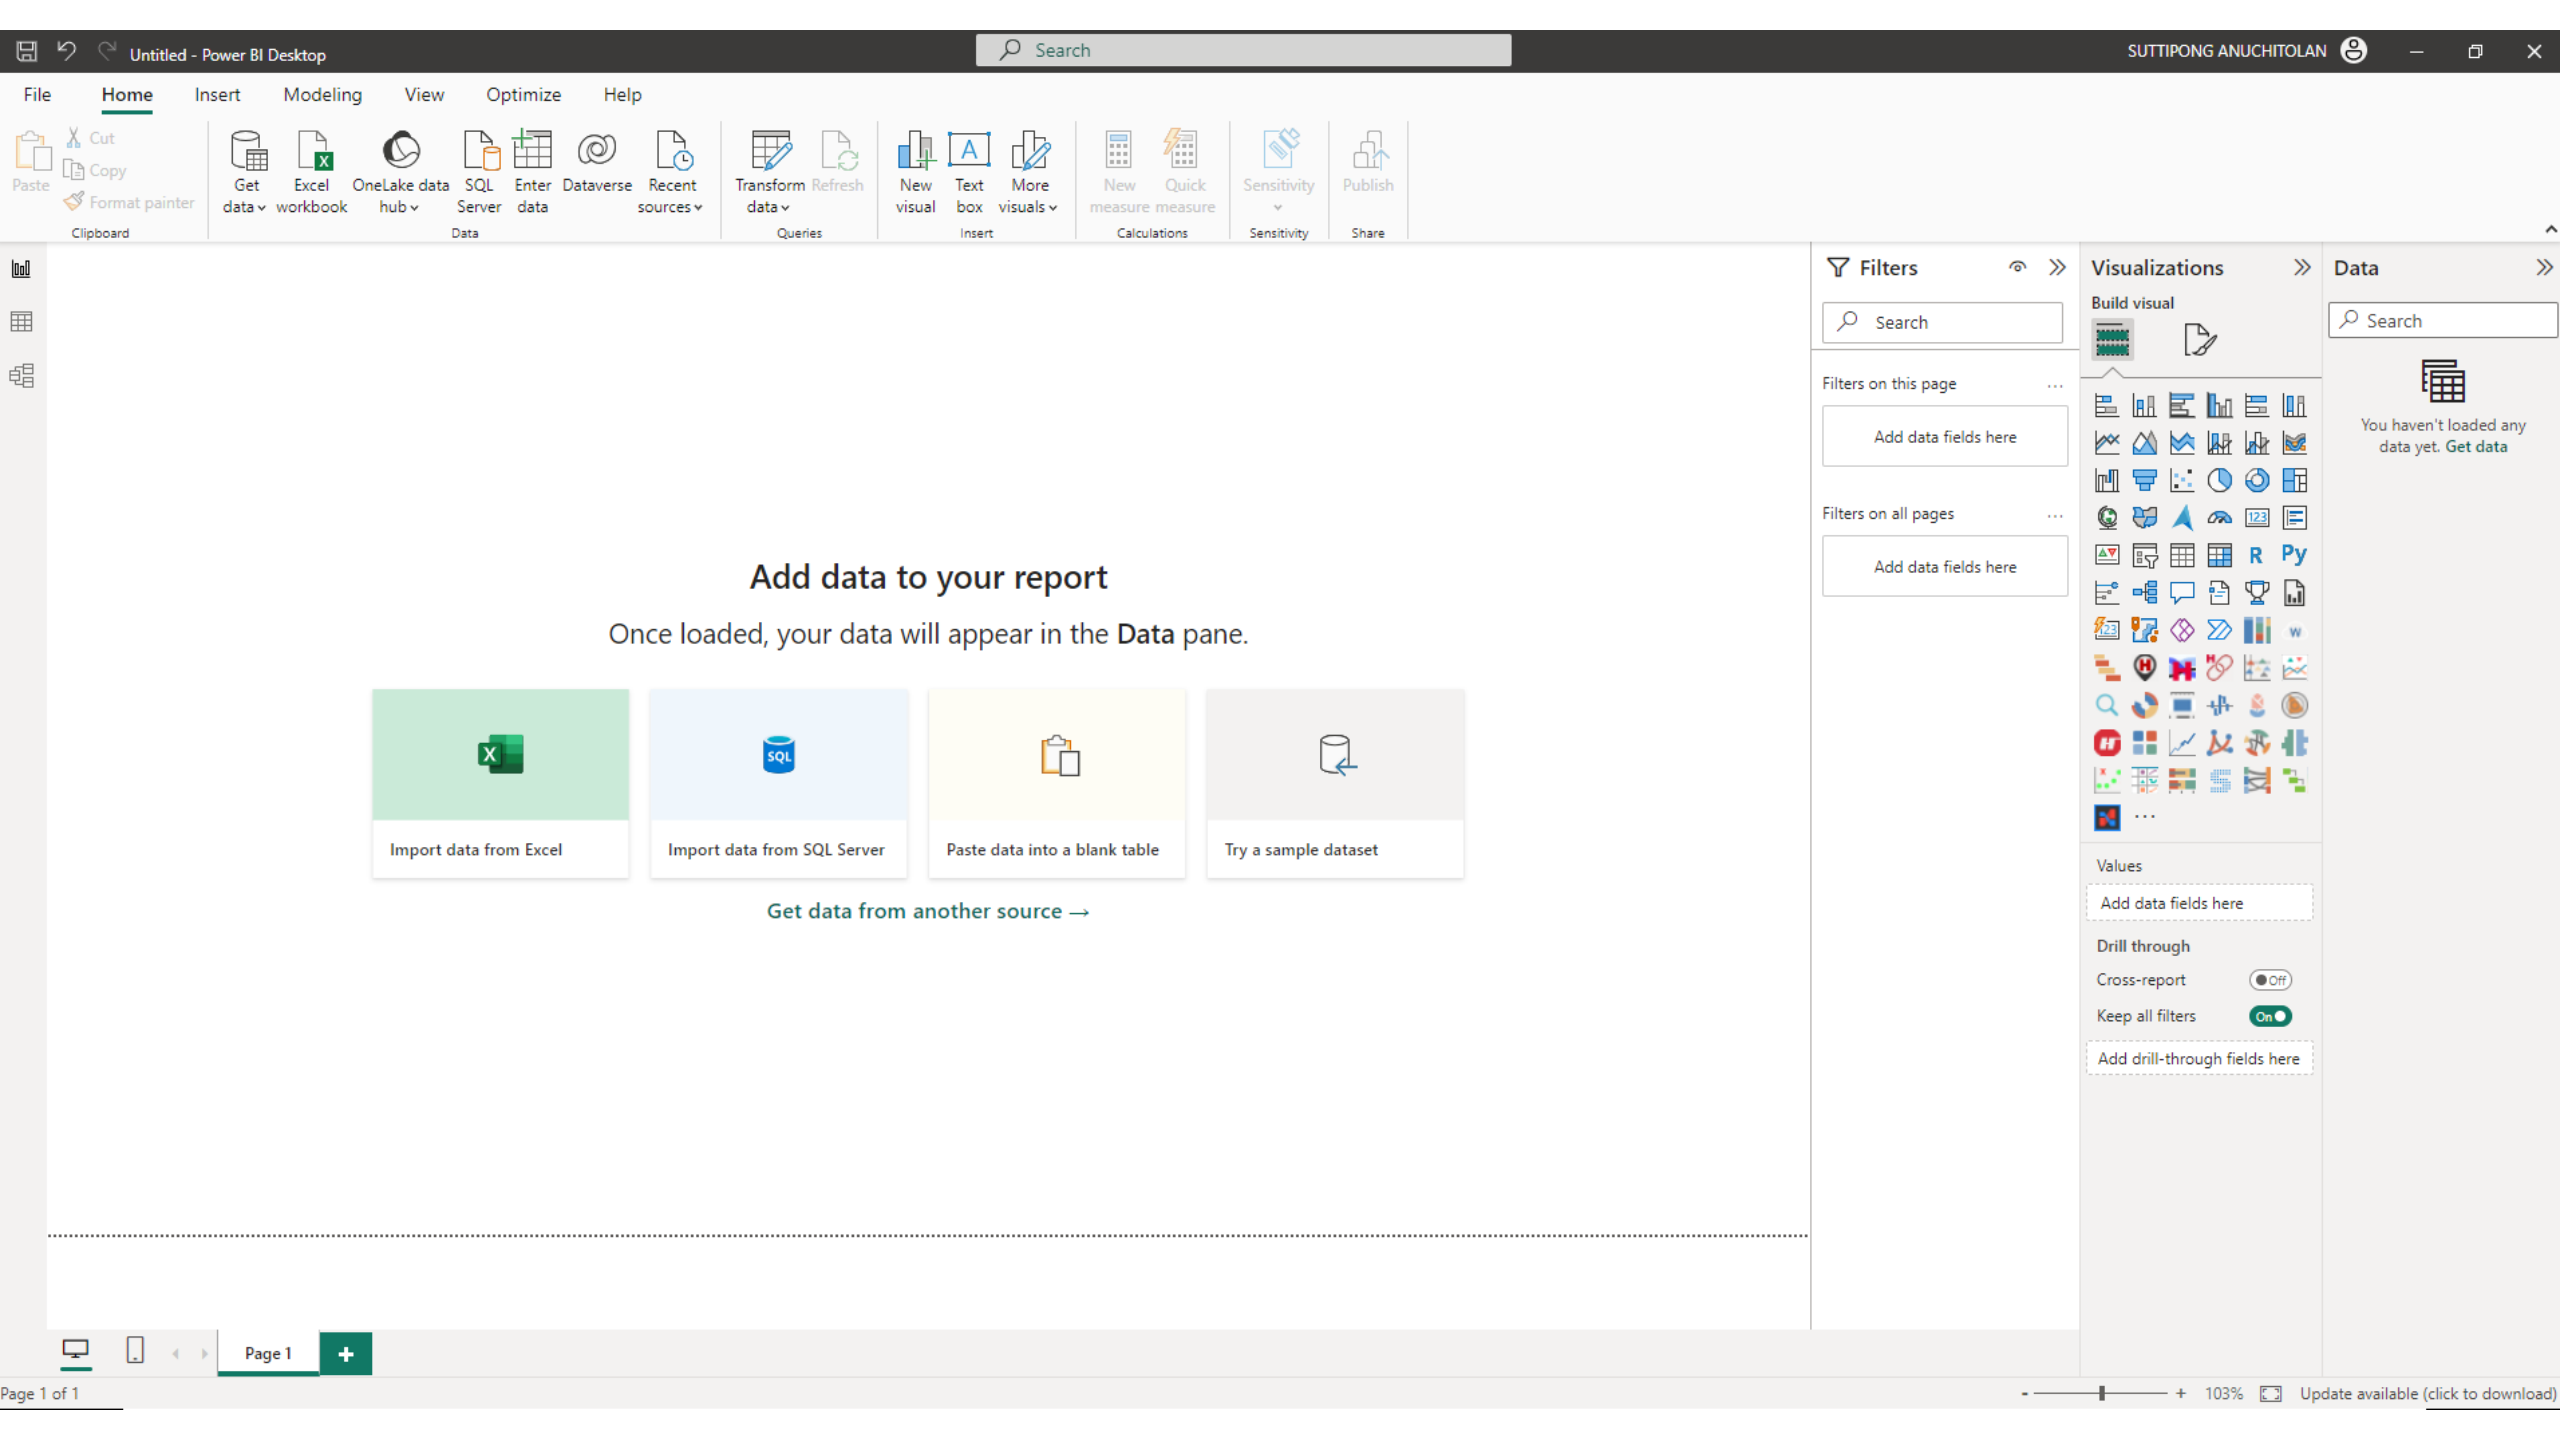 Untitled - Power BI Desktop
Search
SUTTIPONG ANUCHITOLAN
File Home Insert Modeling View Optimize Help
Paste
Cut
Copy
Format painter
Clipboard
Get data
Excel workbook
OneLake data hub
SQL Server
Enter data
Dataverse
Recent sources
Data
Transform data
Refresh
Queries
New visual
Text box
More visuals
Insert
New measure
Quick measure
Calculations
Sensitivity
Sensitivity
Publish
Share
Add data to your report
Once loaded, your data will appear in the Data pane.
X
SQL
Import data from Excel
Import data from SQL Server
Paste data into a blank table
Try a sample dataset
Get data from another source →
Filters
Search
Filters on this page
Add data fields here
Filters on all pages
Add data fields here
Visualizations
Build visual
123
R
Py
123
W
H
H
H
Values
Add data fields here
Drill through
Cross-report
Off
Keep all filters
On
Add drill-through fields here
Data
Search
You haven't loaded any
data yet. Get data
Page 1
+
Page 1 of 1
- + 103%
Update available (click to download)